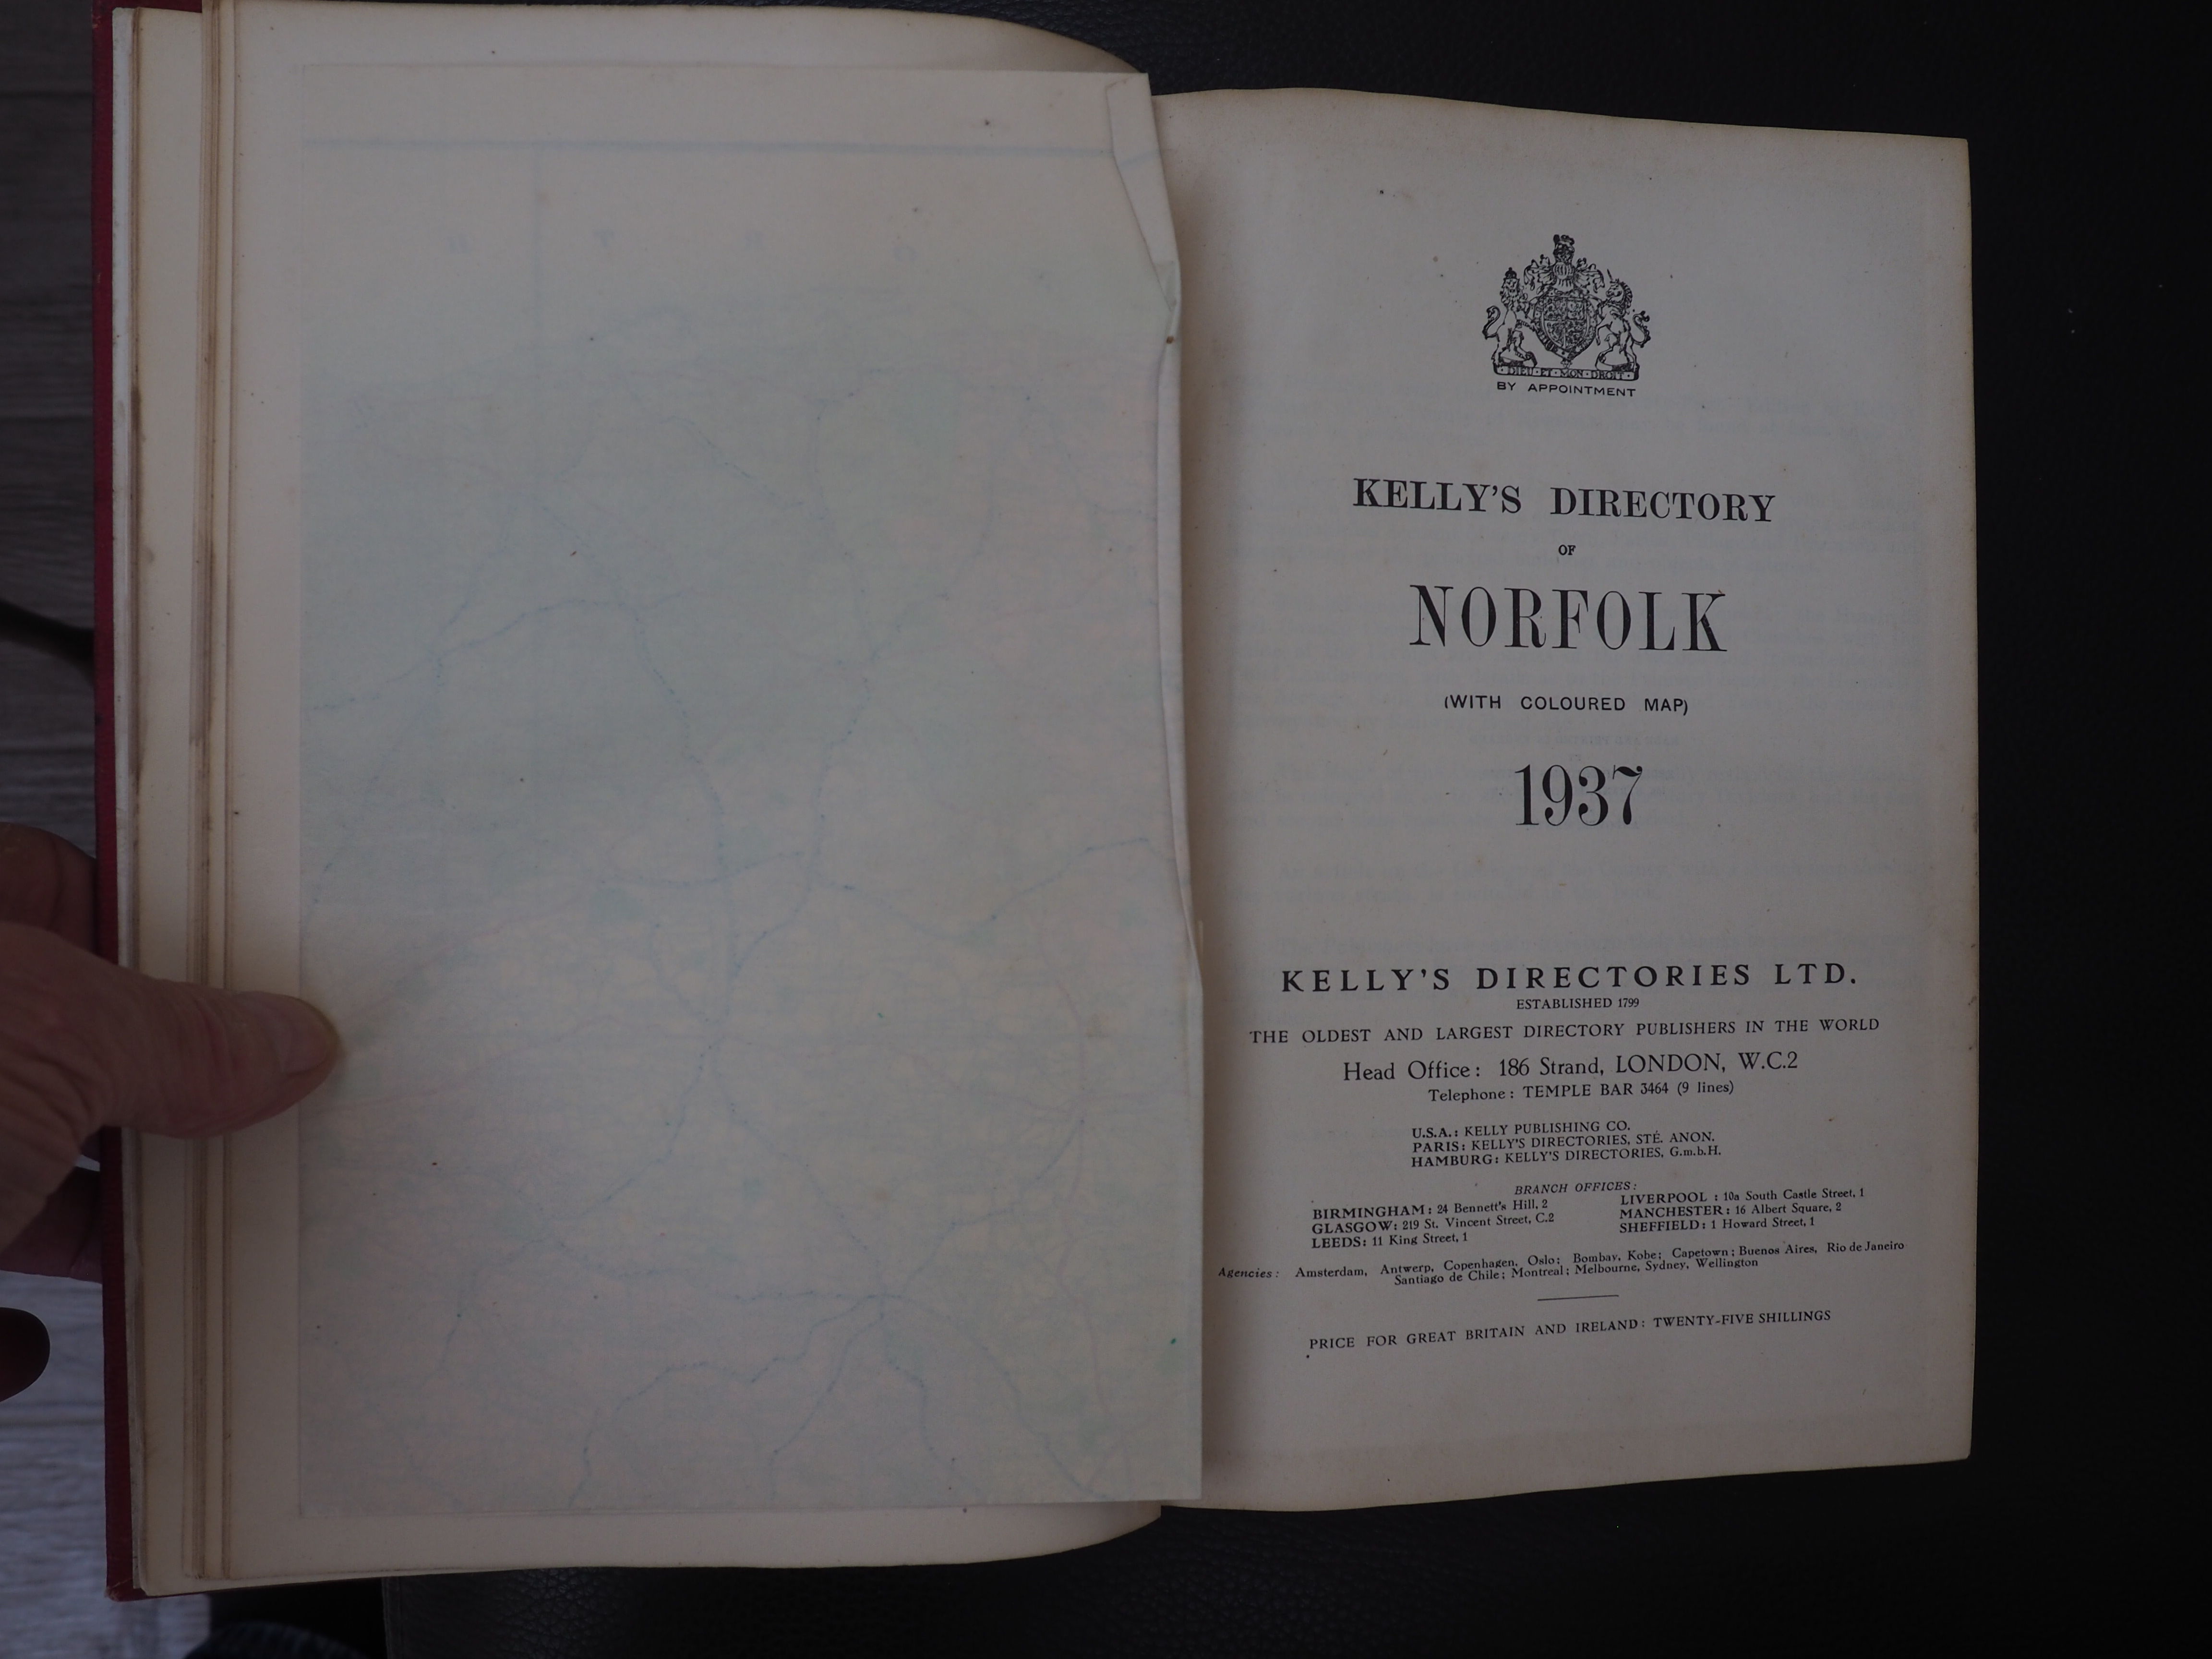 DIEU · ET · MON · DROIT
BY APPOINTMENT
KELLY'S DIRECTORY
OF
NORFOLK
(WITH COLOURED MAP)
1937
KELLY'S DIRECTORIES LTD.
ESTABLISHED 1799
THE OLDEST AND LARGEST DIRECTORY PUBLISHERS IN THE WORLD
Head Office: 186 Strand, LONDON, W.C.2
Telephone: TEMPLE BAR 3464 (9 lines)
U.S.A.: KELLY PUBLISHING CO.
PARIS: KELLY'S DIRECTORIES, STÉ. ANON.
HAMBURG: KELLY'S DIRECTORIES, G.m.b.H.
BRANCH OFFICES:
BIRMINGHAM: 24 Bennett's Hill, 2
GLASGOW: 219 St. Vincent Street, C.2
LEEDS: 11 King Street, 1
LIVERPOOL: 10a South Castle Street, 1
MANCHESTER: 16 Albert Square, 2
SHEFFIELD: 1 Howard Street, 1
Agencies: Amsterdam, Antwerp, Copenhagen, Oslo; Bombay, Kobe; Capetown; Buenos Aires, Rio de Janeiro
Santiago de Chile; Montreal; Melbourne, Sydney, Wellington
PRICE FOR GREAT BRITAIN AND IRELAND: TWENTY-FIVE SHILLINGS